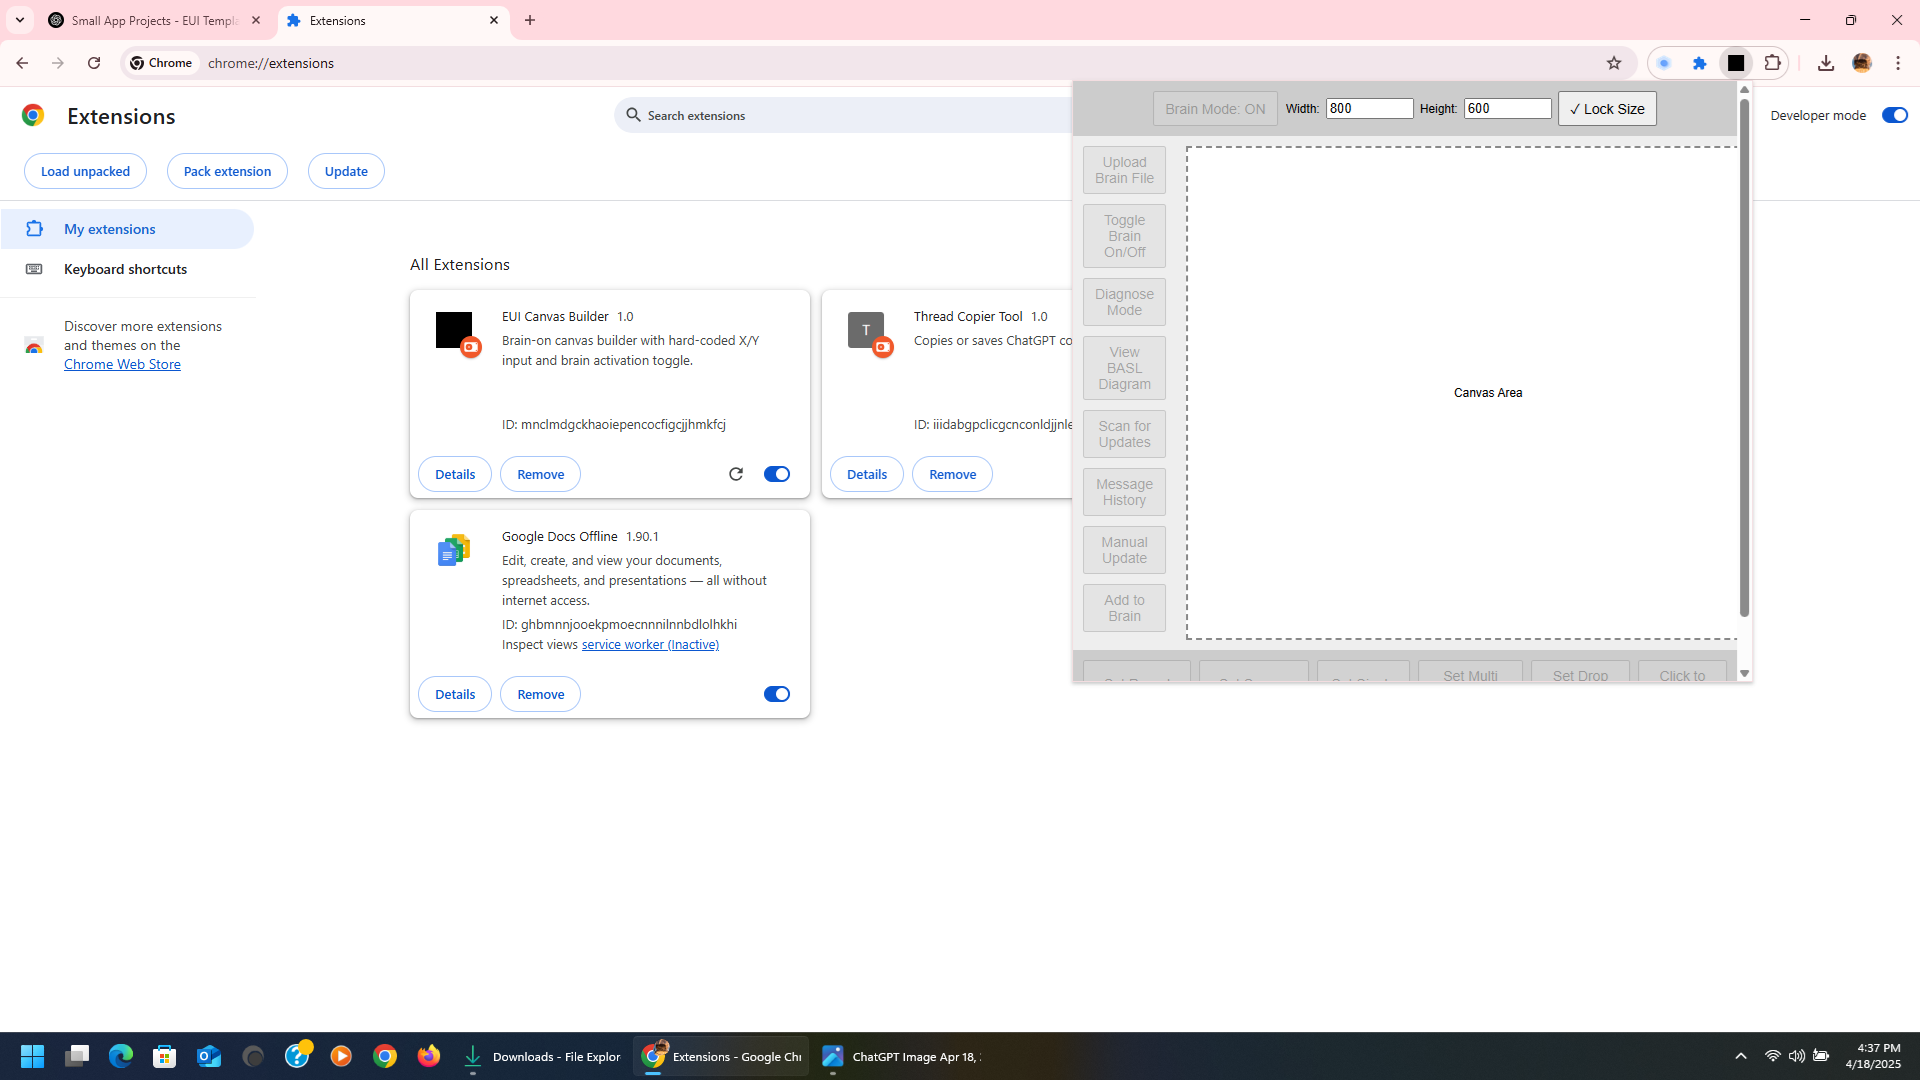 Small App Projects - EUI Templa
Extensions
Chrome
chrome://extensions
Extensions
Search extensions
Developer mode
Load unpacked
Pack extension
Update
My extensions
Keyboard shortcuts
Discover more extensions
and themes on the
Chrome Web Store
All Extensions
EUI Canvas Builder 1.0
Brain-on canvas builder with hard-coded X/Y
input and brain activation toggle.
ID: mnclmdgckhaoiepencocfigcjjhmkfcj
Details
Remove
T
Thread Copier Tool 1.0
Copies or saves ChatGPT co
ID: iiidabgpclicgcnconldjjnle
Details
Remove
Google Docs Offline 1.90.1
Edit, create, and view your documents,
spreadsheets, and presentations — all without
internet access.
ID: ghbmnnjooekpmoecnnnilnnbdlolhkhi
Inspect views service worker (Inactive)
Details
Remove
Brain Mode: ON
Width: 800
Height: 600
✓ Lock Size
Upload
Brain File
Toggle
Brain
On/Off
Diagnose
Mode
View
BASL
Diagram
Scan for
Updates
Message
History
Manual
Update
Add to
Brain
Canvas Area
Set Multi
Set Drop
Click to
Downloads - File Explor
Extensions - Google Chr
ChatGPT Image Apr 18,
4:37 PM
4/18/2025